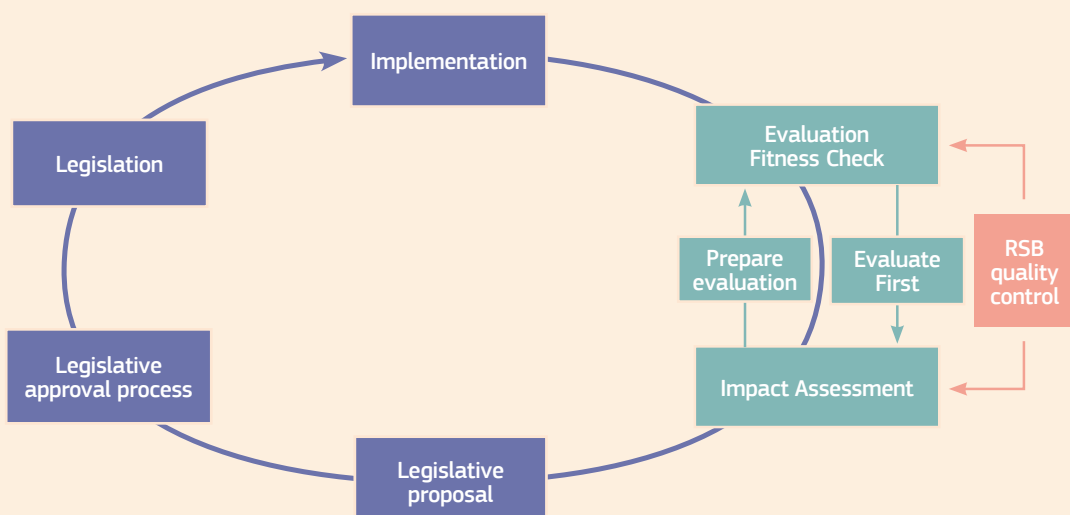 Implementation
Evaluation
Fitness Check
Legislation
Prepare
evaluation
Evaluate
First
RSB
quality
control
Legislative
approval process
Impact Assessment
Legislative
proposal